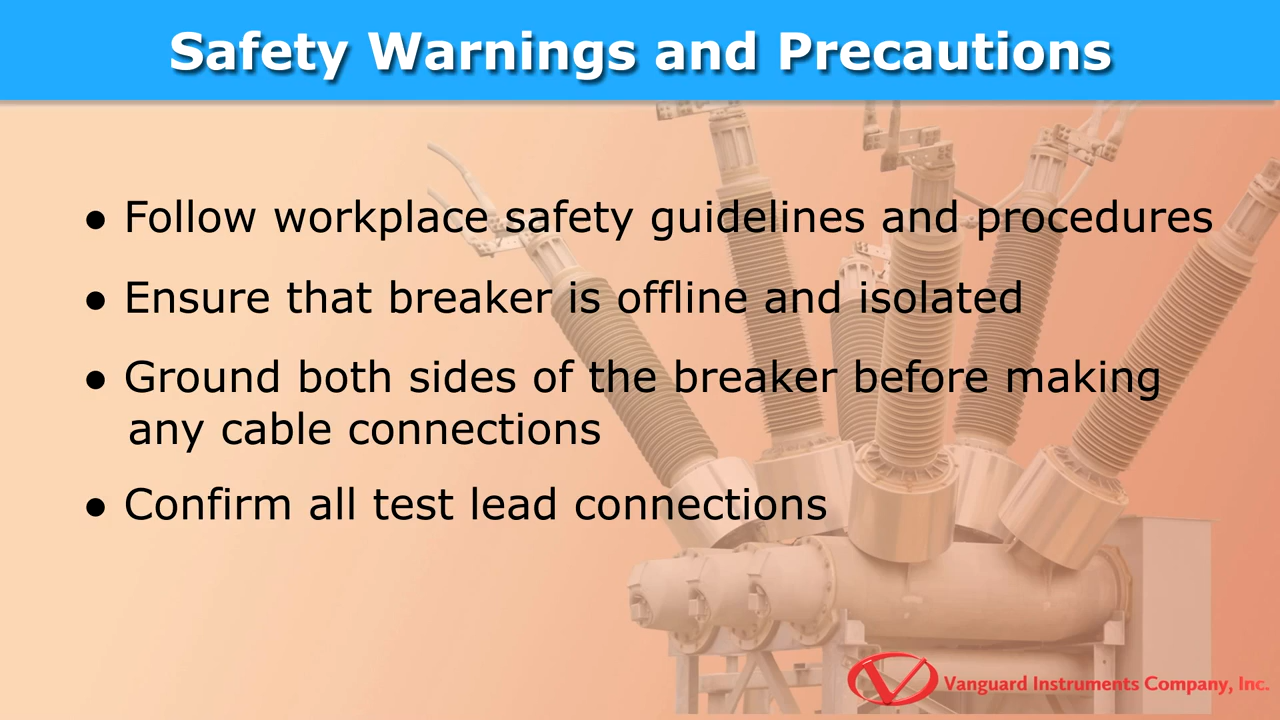 Safety Warnings and Precautions
● Follow workplace safety guidelines and procedures
● Ensure that breaker is offline and isolated
● Ground both sides of the breaker before making
any cable connections
● Confirm all test lead connections
Vanguard Instruments Company, Inc.